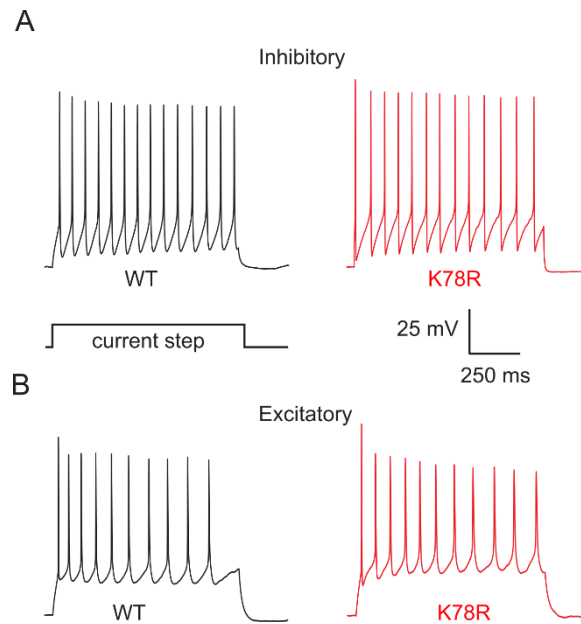 A
Inhibitory
WT
K78R
current step
25 mV
250 ms
B
Excitatory
WT
K78R